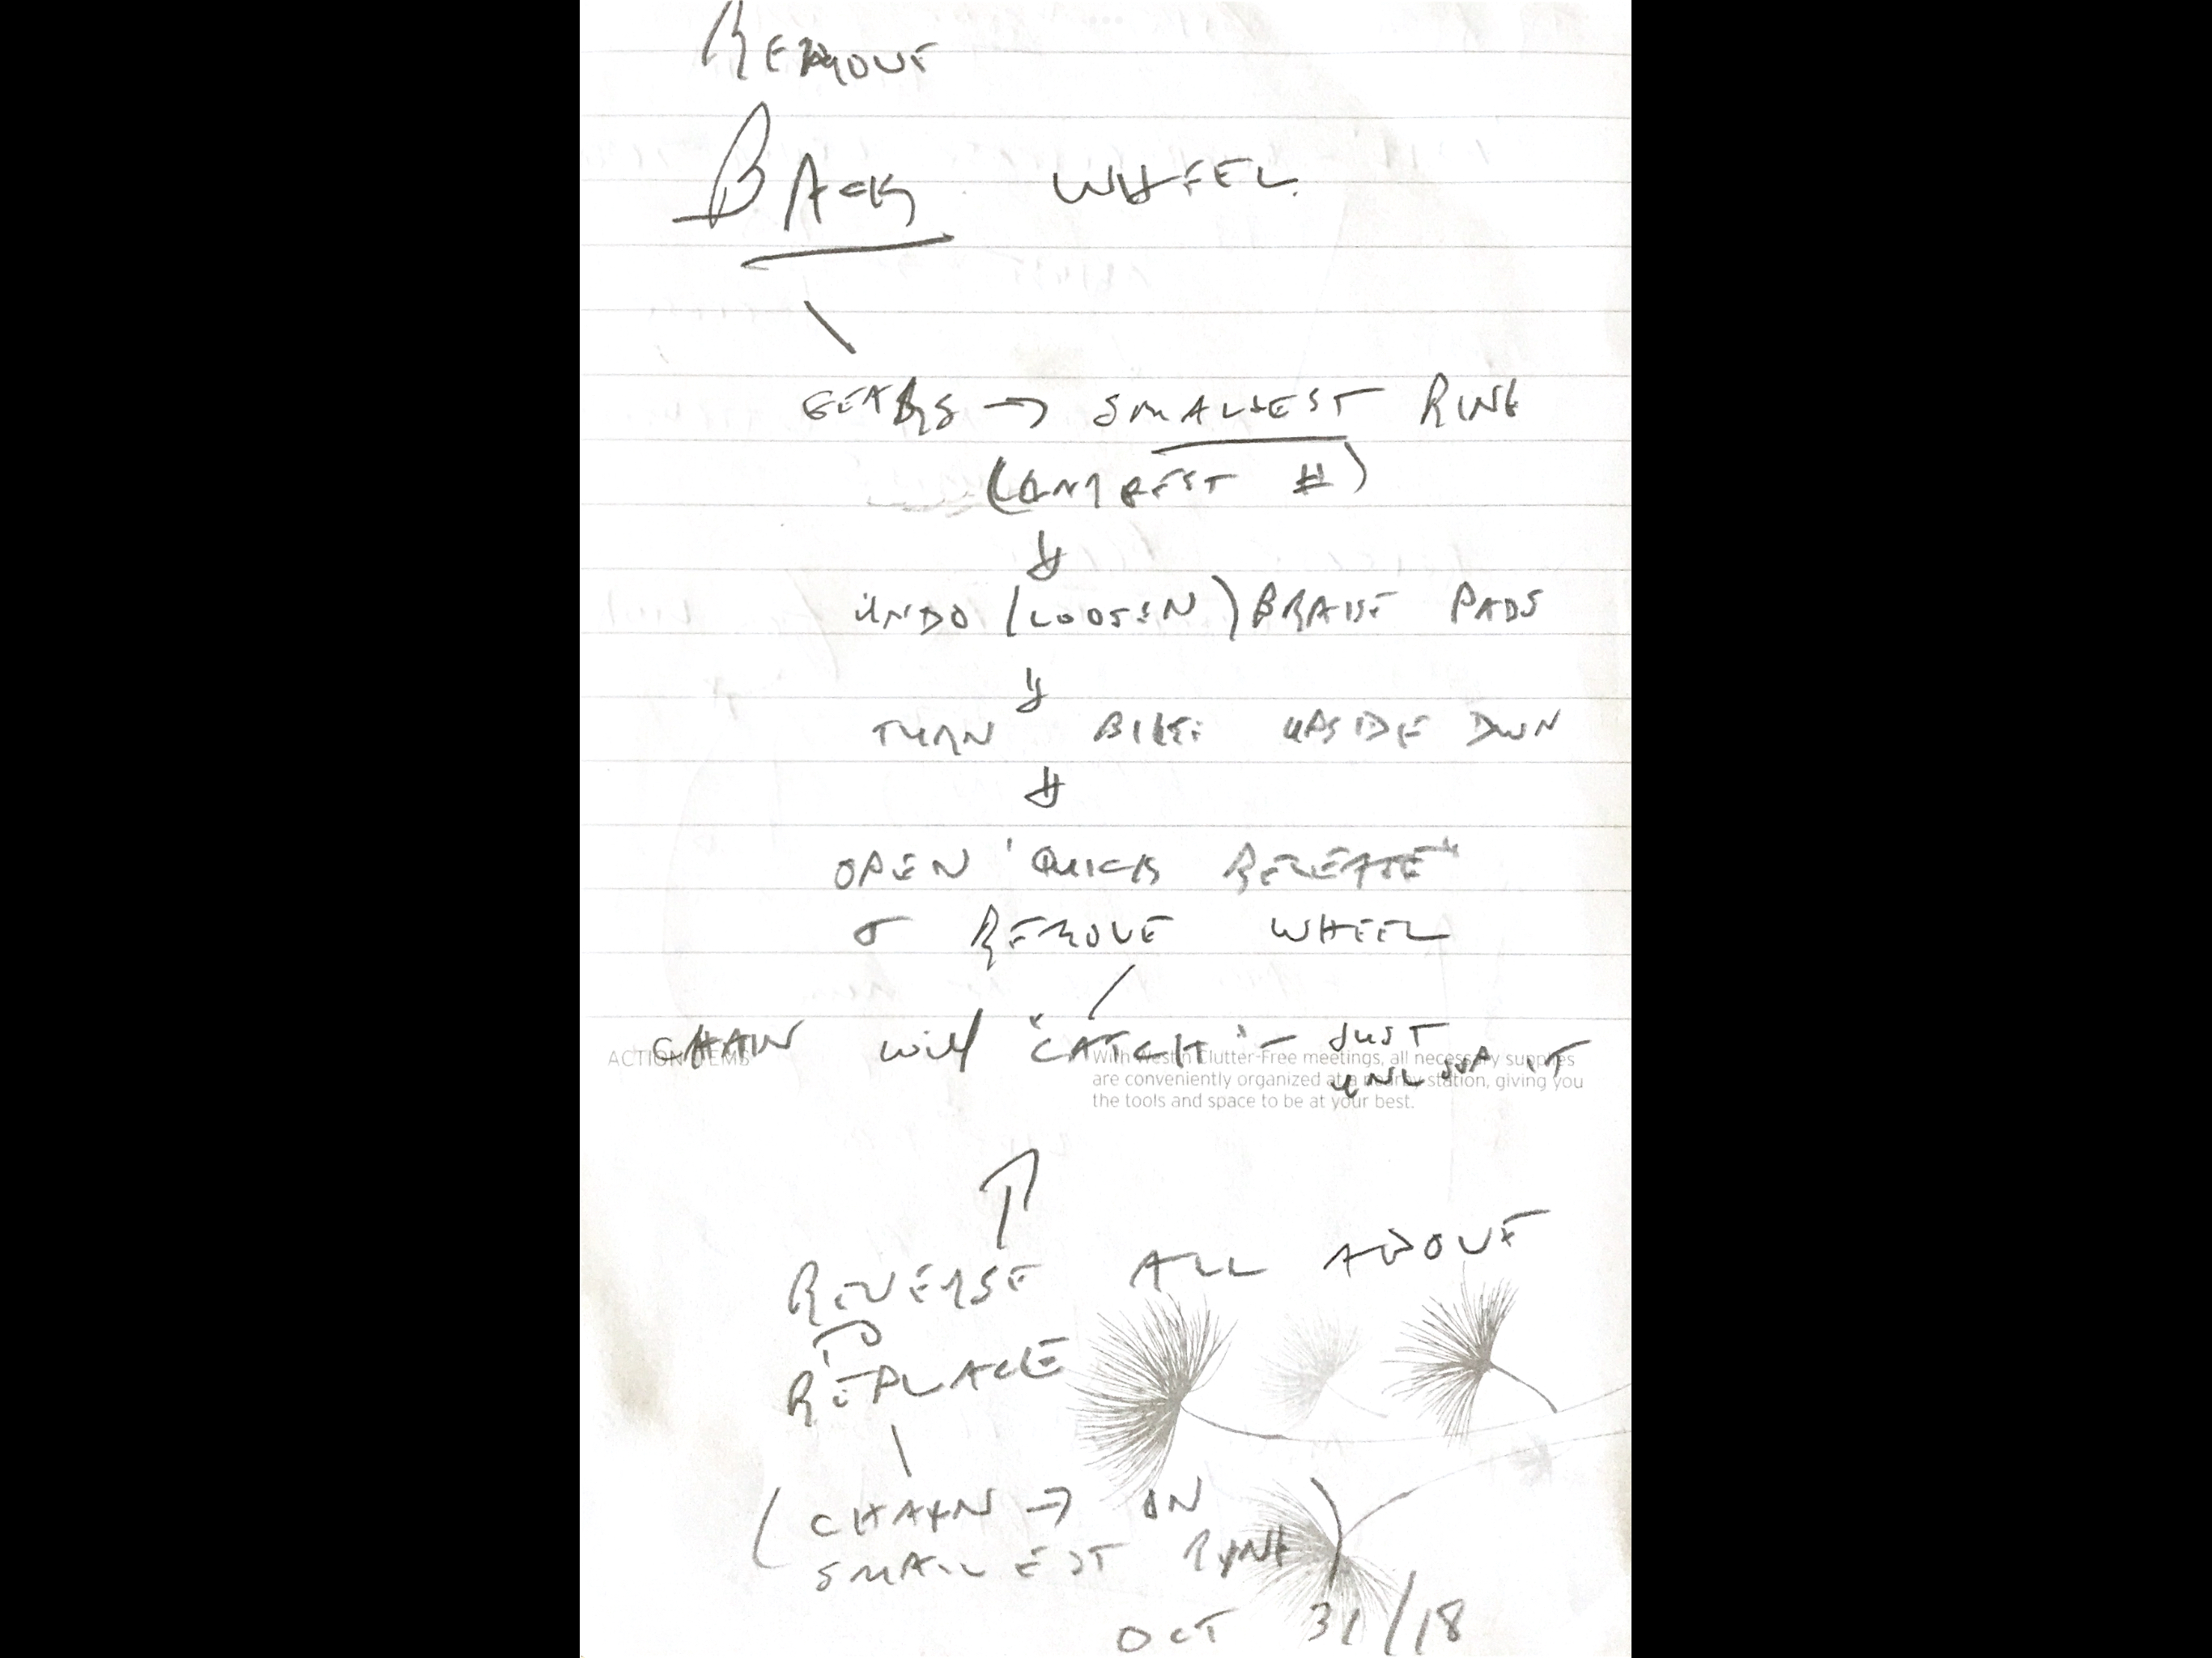 REMOVE
BACK WHEEL
GEARS → SMALLEST RING
(LARGEST #)
↓
UNDO (LOOSEN) BRAKE PADS
↓
TURN BIKE UPSIDE DWN
↓
OPEN "QUICK RELEASE"
& REMOVE WHEEL
CHAIN will "CATCH" - JUST
UNLOOP IT
ACTION ITEMS
With Westin Clutter-Free meetings, all necessary supplies
are conveniently organized at a nearby station, giving you
the tools and space to be at your best.
↑
REVERSE ALL ABOVE
TO
REPLACE
(CHAIN → ON
SMALLEST RING)
OCT 31/18